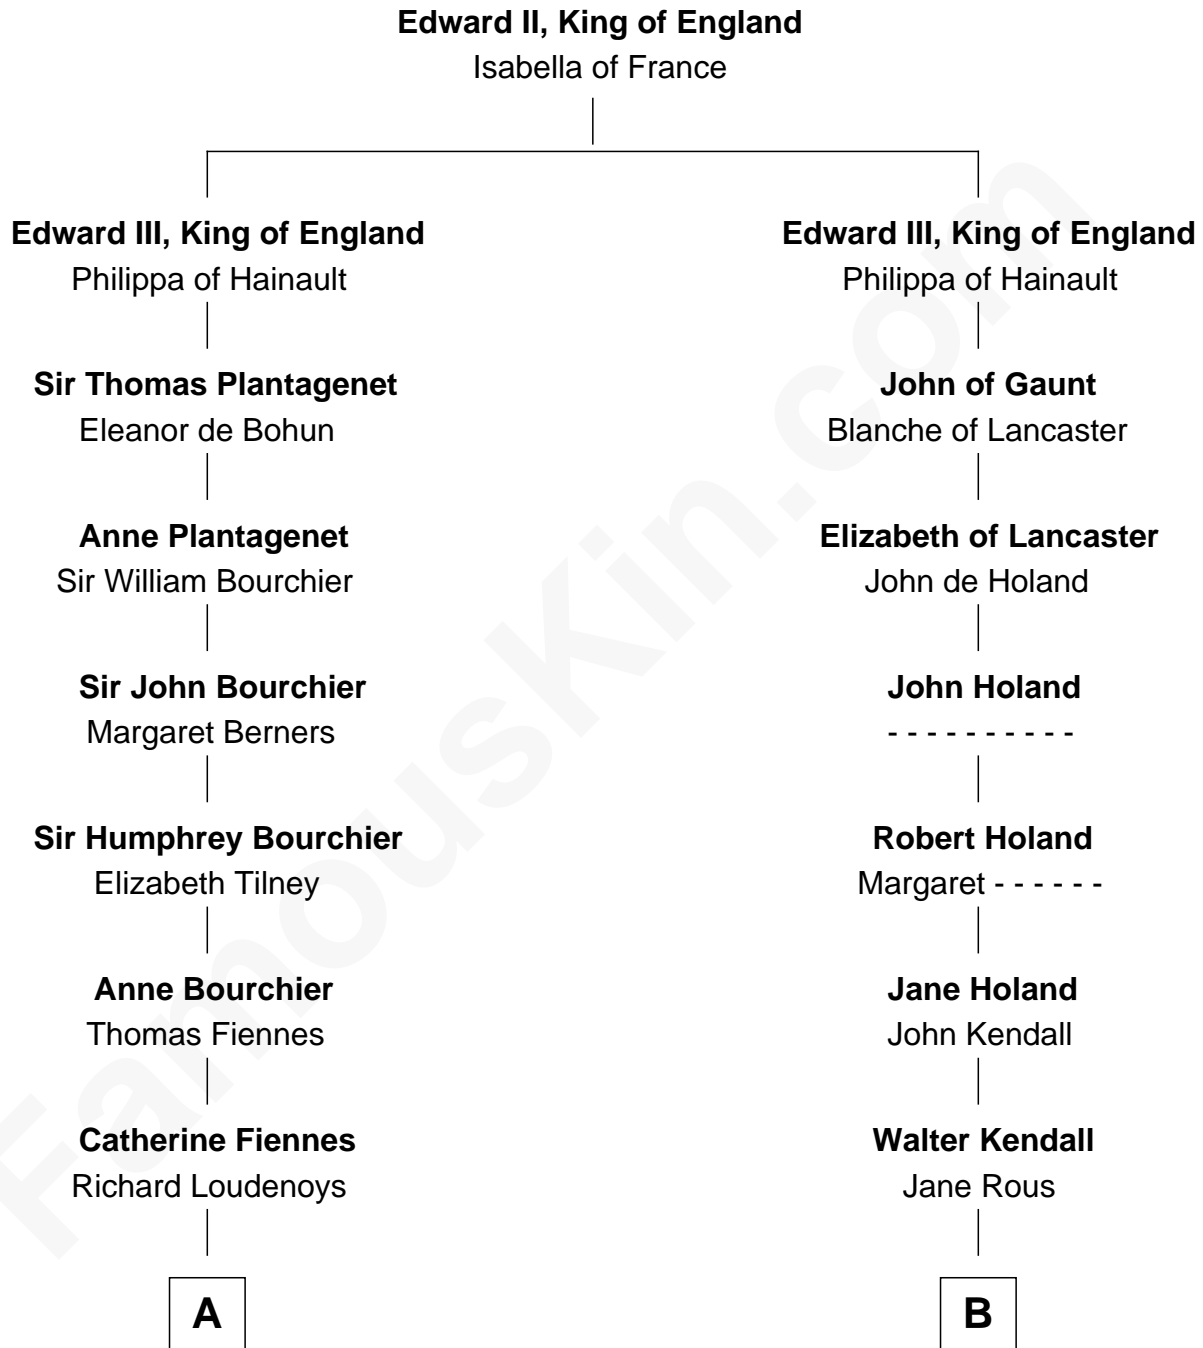 Edward II, King of England
Isabella of France
Edward III, King of England
Philippa of Hainault
Edward III, King of England
Philippa of Hainault
Sir Thomas Plantagenet
Eleanor de Bohun
John of Gaunt
Blanche of Lancaster
Anne Plantagenet
Sir William Bourchier
Elizabeth of Lancaster
John de Holand
Sir John Bourchier
Margaret Berners
John Holand
- - - - - - - - - -
Sir Humphrey Bourchier
Elizabeth Tilney
Robert Holand
Margaret - - - - - -
Anne Bourchier
Thomas Fiennes
Jane Holand
John Kendall
Catherine Fiennes
Richard Loudenoys
Walter Kendall
Jane Rous
A
B
FamousKin.com